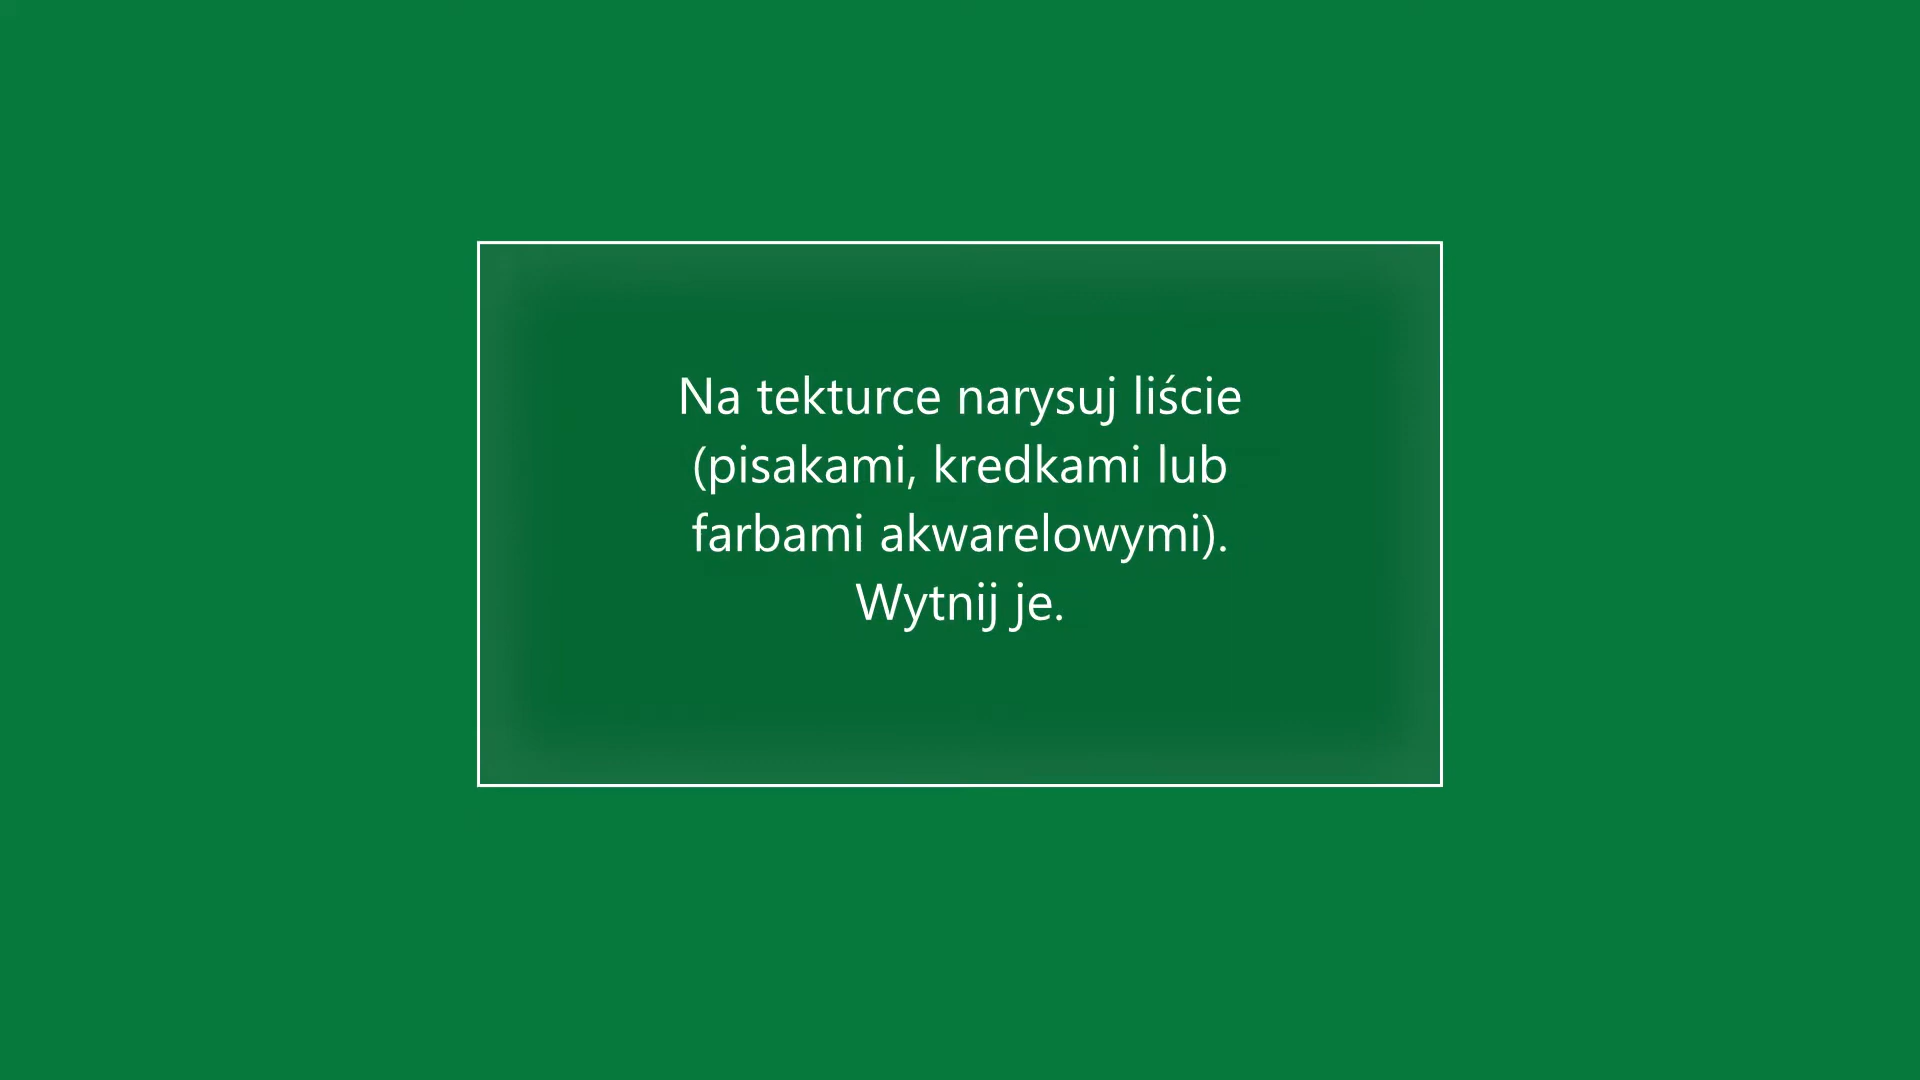 Na tekturce narysuj liście
(pisakami, kredkami lub
farbami akwarelowymi).
Wytnij je.